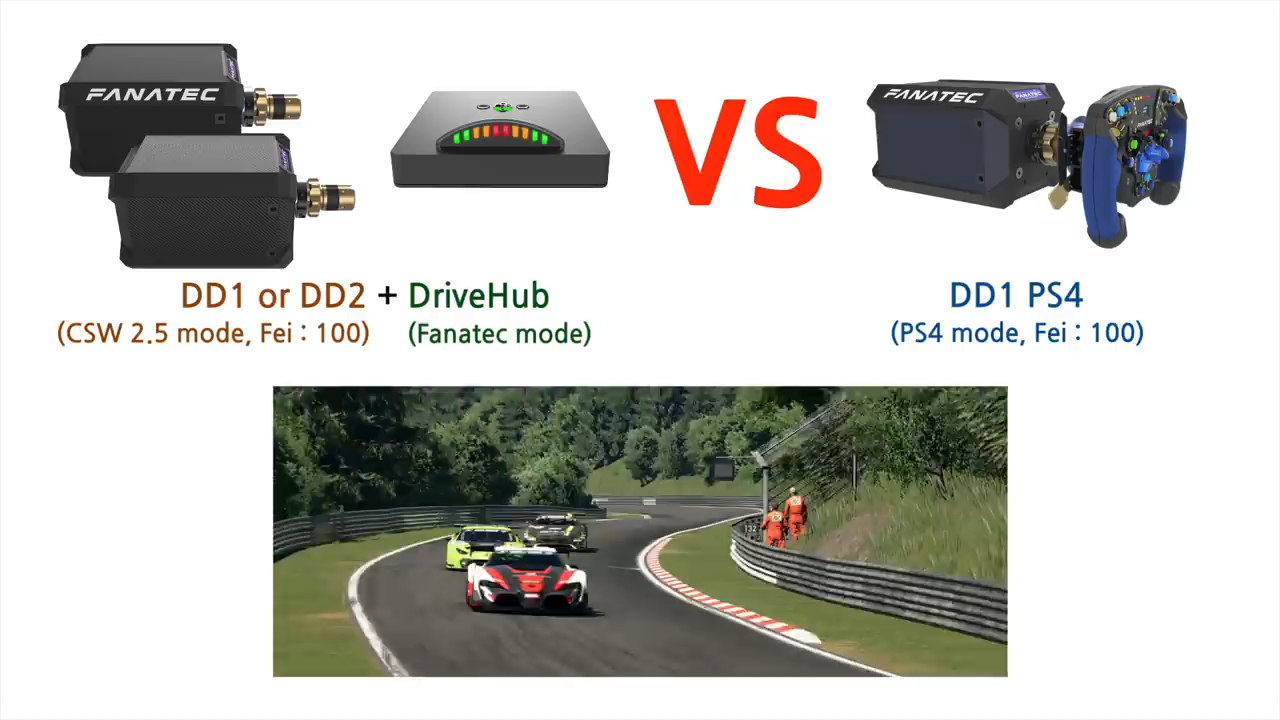 FANATEC
FANATEC
FANATEC
VS
DD1 or DD2 + DriveHub
(CSW 2.5 mode, Fei : 100) (Fanatec mode)
DD1 PS4
(PS4 mode, Fei : 100)
132